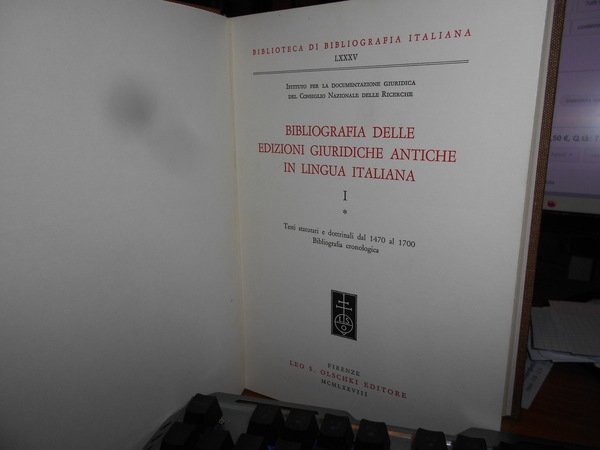 BIBLIOTECA DI BIBLIOGRAFIA ITALIANA
LXXXV
ISTITUTO PER LA DOCUMENTAZIONE GIURIDICA
DEL CONSIGLIO NAZIONALE DELLE RICERCHE
BIBLIOGRAFIA DELLE
EDIZIONI GIURIDICHE ANTICHE
IN LINGUA ITALIANA
I
*
Testi statutari e dottrinali dal 1470 al 1700
Bibliografia cronologica
FIRENZE
LEO S. OLSCHKI EDITORE
MCMLXXVIII